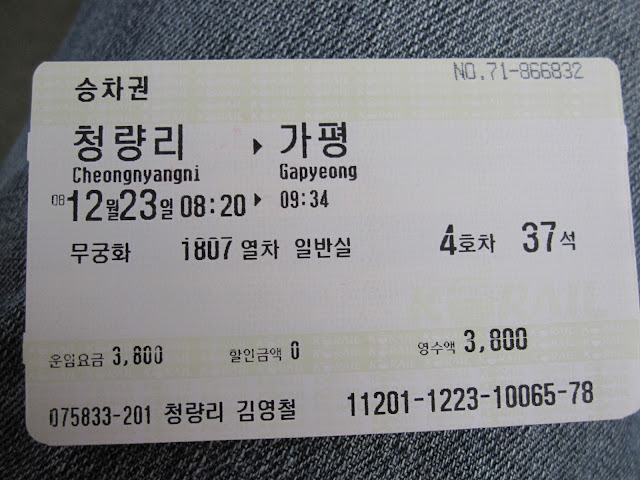 NO.71-866832
승차권
청량리 ▶ 가평
Cheongnyangni Gapyeong
08 12월 23일 08:20 ▶ 09:34
무궁화 1807 열차 일반실 4호차 37석
KORAIL
운임요금 3,800 할인금액 0 영수액 3,800
075833-201 청량리 김영철 11201-1223-10065-78